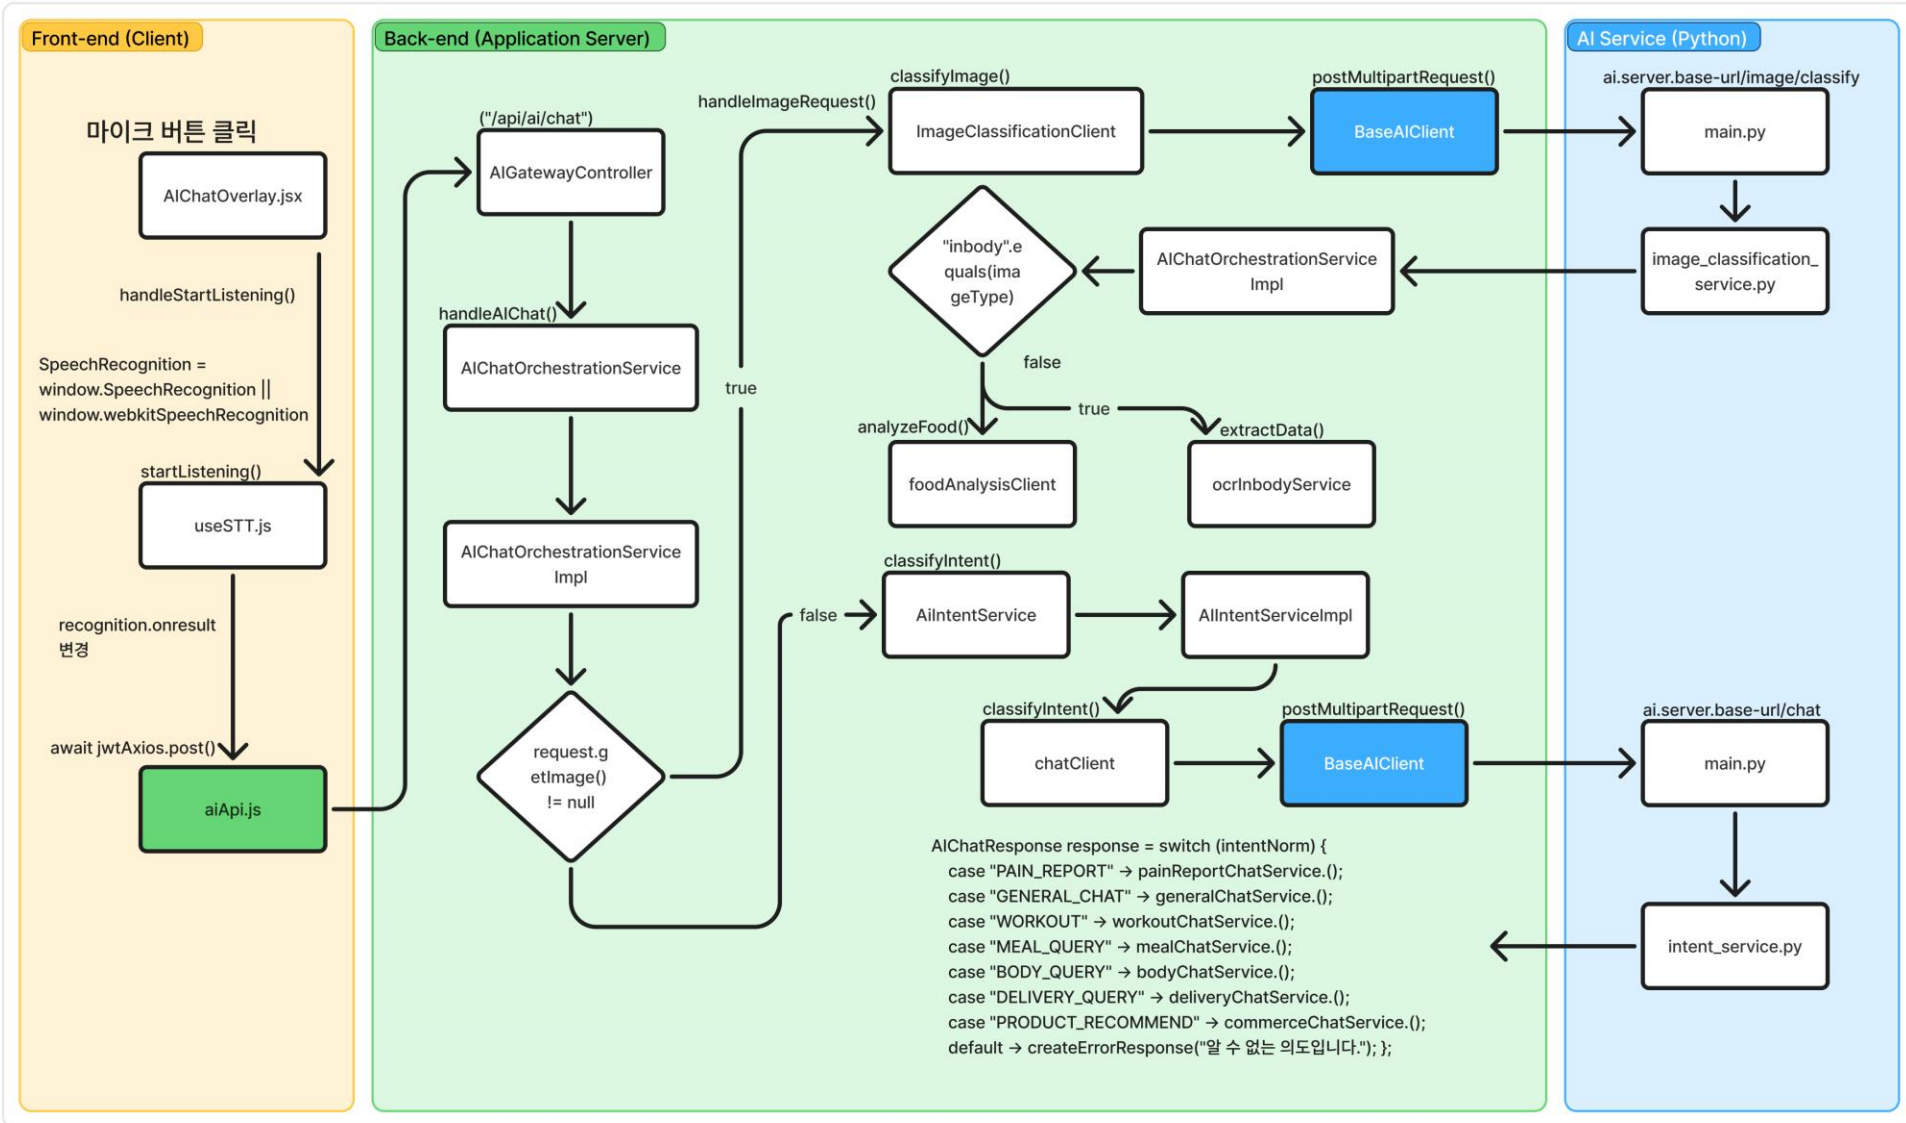 Front-end (Client)
마이크 버튼 클릭
AIChatOverlay.jsx
handleStartListening()
SpeechRecognition =
window.SpeechRecognition ||
window.webkitSpeechRecognition
startListening()
useSTT.js
recognition.onresult
변경
await jwtAxios.post()
aiApi.js
Back-end (Application Server)
("/api/ai/chat")
AIGatewayController
handleAIChat()
AIChatOrchestrationService
AIChatOrchestrationService
Impl
request.g
etImage()
!= null
true
handleImageRequest()
classifyImage()
ImageClassificationClient
postMultipartRequest()
BaseAIClient
"inbody".e
quals(ima
geType)
AIChatOrchestrationService
Impl
false
true
analyzeFood()
foodAnalysisClient
extractData()
ocrInbodyService
false
classifyIntent()
AiIntentService
AIIntentServiceImpl
classifyIntent()
chatClient
postMultipartRequest()
BaseAIClient
AIChatResponse response = switch (intentNorm) {
case "PAIN_REPORT" → painReportChatService.();
case "GENERAL_CHAT" → generalChatService.();
case "WORKOUT" → workoutChatService.();
case "MEAL_QUERY" → mealChatService.();
case "BODY_QUERY" → bodyChatService.();
case "DELIVERY_QUERY" → deliveryChatService.();
case "PRODUCT_RECOMMEND" → commerceChatService.();
default → createErrorResponse("알 수 없는 의도입니다."); };
AI Service (Python)
ai.server.base-url/image/classify
main.py
image_classification_
service.py
ai.server.base-url/chat
main.py
intent_service.py